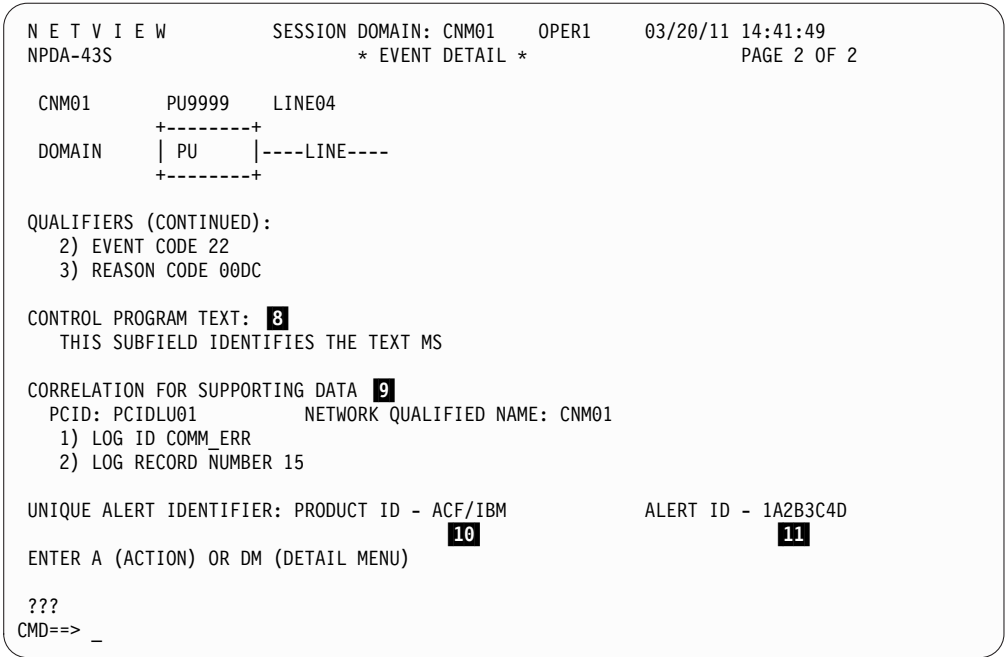 N E T V I E W          SESSION DOMAIN: CNM01    OPER1     03/20/11 14:41:49
NPDA-43S                       * EVENT DETAIL *                    PAGE 2 OF 2
CNM01       PU9999    LINE04
+--------+
DOMAIN     | PU     |----LINE----
+--------+
QUALIFIERS (CONTINUED):
2) EVENT CODE 22
3) REASON CODE 00DC
CONTROL PROGRAM TEXT: 8
THIS SUBFIELD IDENTIFIES THE TEXT MS
CORRELATION FOR SUPPORTING DATA 9
PCID: PCIDLU01          NETWORK QUALIFIED NAME: CNM01
1) LOG ID COMM_ERR
2) LOG RECORD NUMBER 15
UNIQUE ALERT IDENTIFIER: PRODUCT ID - ACF/IBM             ALERT ID - 1A2B3C4D
10          11
ENTER A (ACTION) OR DM (DETAIL MENU)
???
CMD==> _